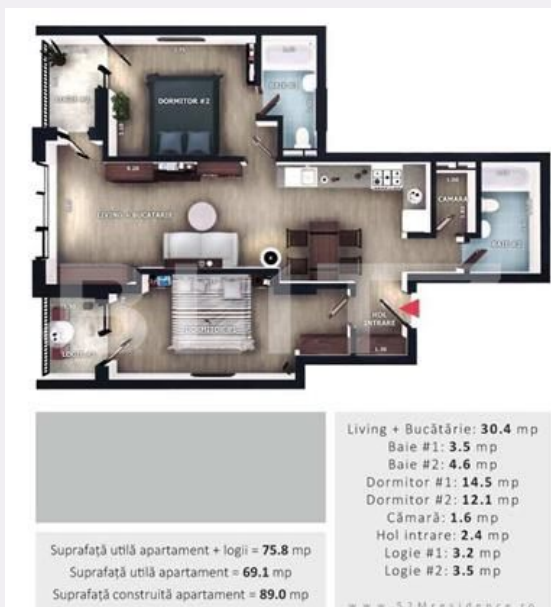 DORMITOR #2
LIVING + BUCĂTĂRIE
CĂMARĂ
BAIE #2
HOL
INTRARE
BLITZ
Living + Bucătărie: 30.4 mp
Baie #1: 3.5 mp
Baie #2: 4.6 mp
Dormitor #1: 14.5 mp
Dormitor #2: 12.1 mp
Cămară: 1.6 mp
Hol intrare: 2.4 mp
Logie #1: 3.2 mp
Logie #2: 3.5 mp
Suprafață utilă apartament + logii = 75.8 mp
Suprafață utilă apartament = 69.1 mp
Suprafață construită apartament = 89.0 mp